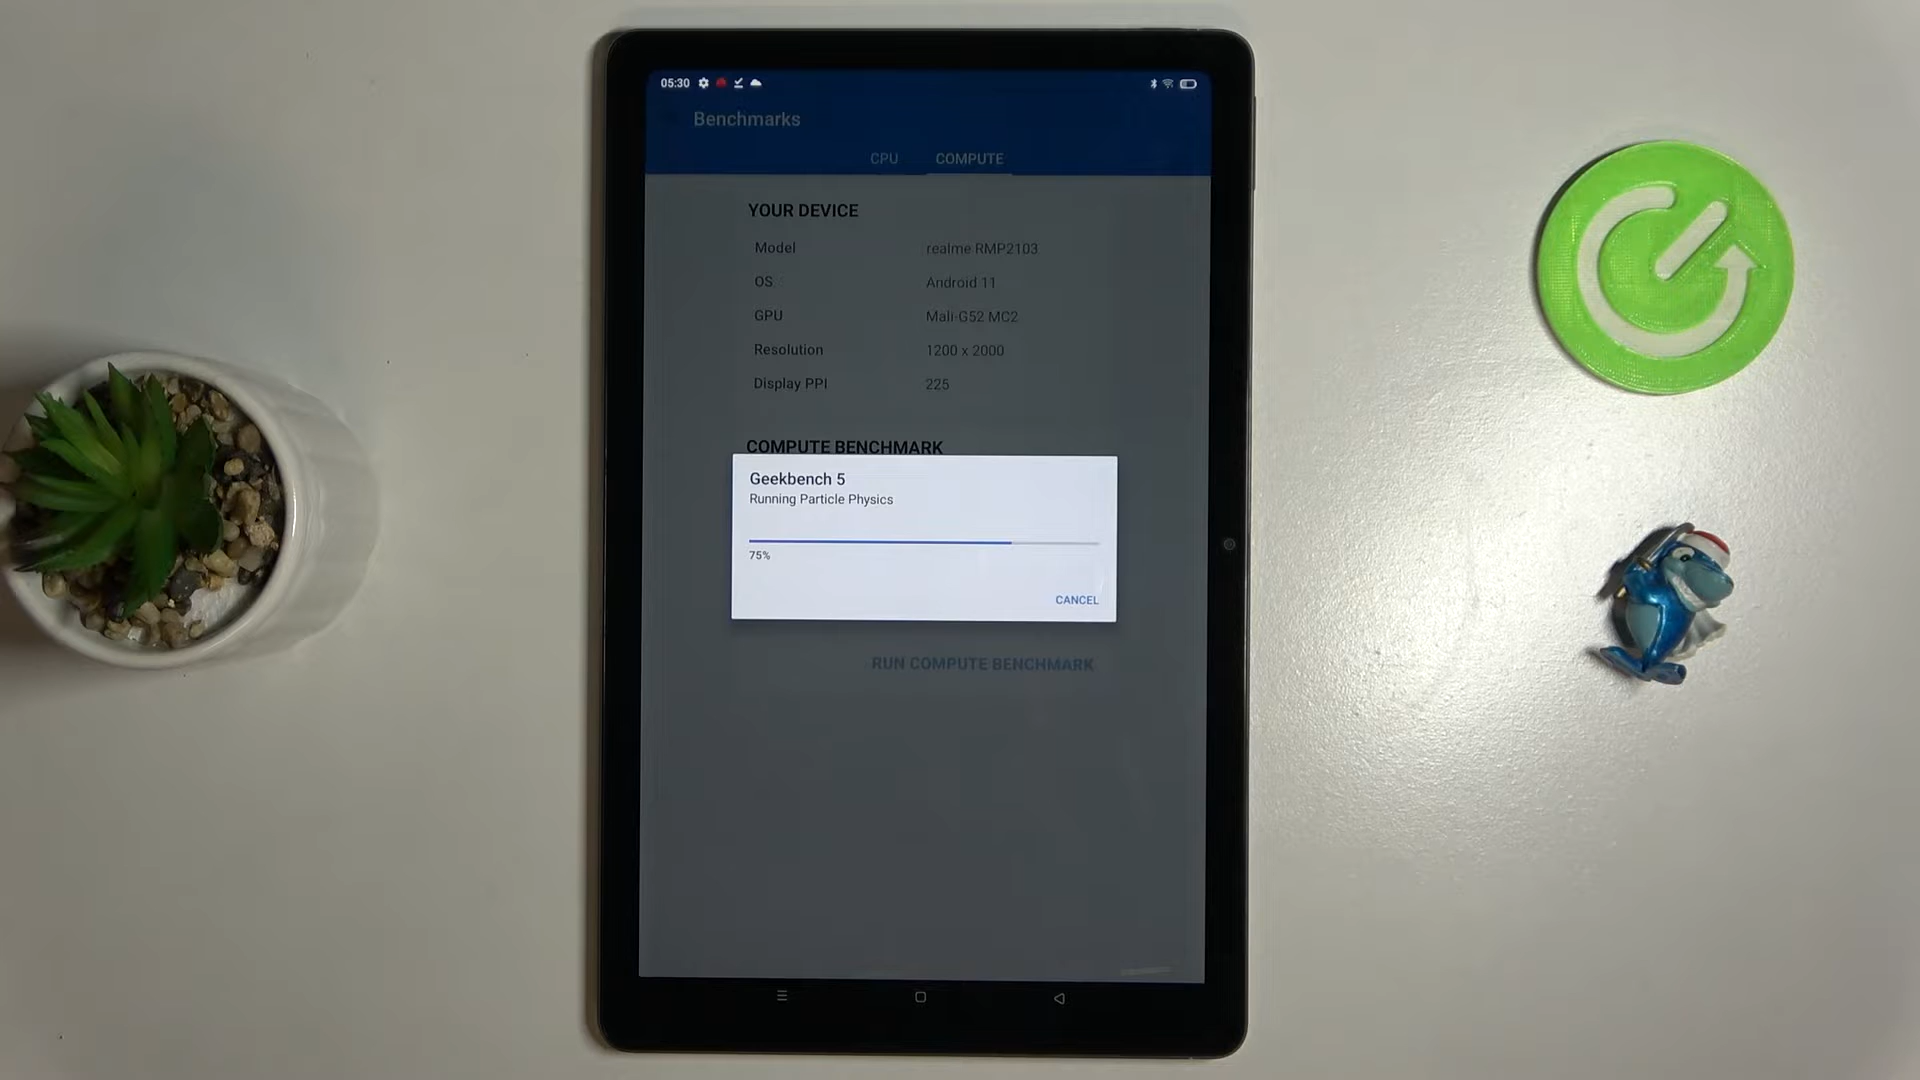 05:30
Benchmarks
CPU COMPUTE
YOUR DEVICE
Model realme RMP2103
OS Android 11
GPU Mali-G52 MC2
Resolution 1200 x 2000
Display PPI 225
COMPUTE BENCHMARK
Geekbench 5
Running Particle Physics
75%
CANCEL
RUN COMPUTE BENCHMARK